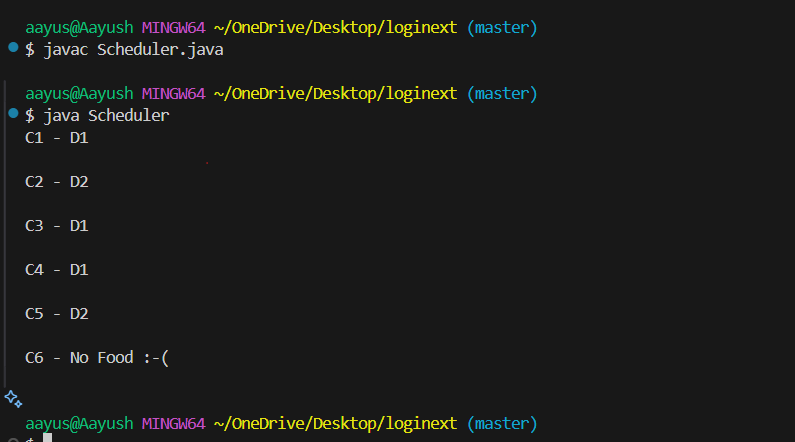 aayus@Aayush MINGW64 ~/OneDrive/Desktop/loginext (master)
$ javac Scheduler.java
aayus@Aayush MINGW64 ~/OneDrive/Desktop/loginext (master)
$ java Scheduler
C1 - D1
C2 - D2
C3 - D1
C4 - D1
C5 - D2
C6 - No Food :-(
aayus@Aayush MINGW64 ~/OneDrive/Desktop/loginext (master)
$